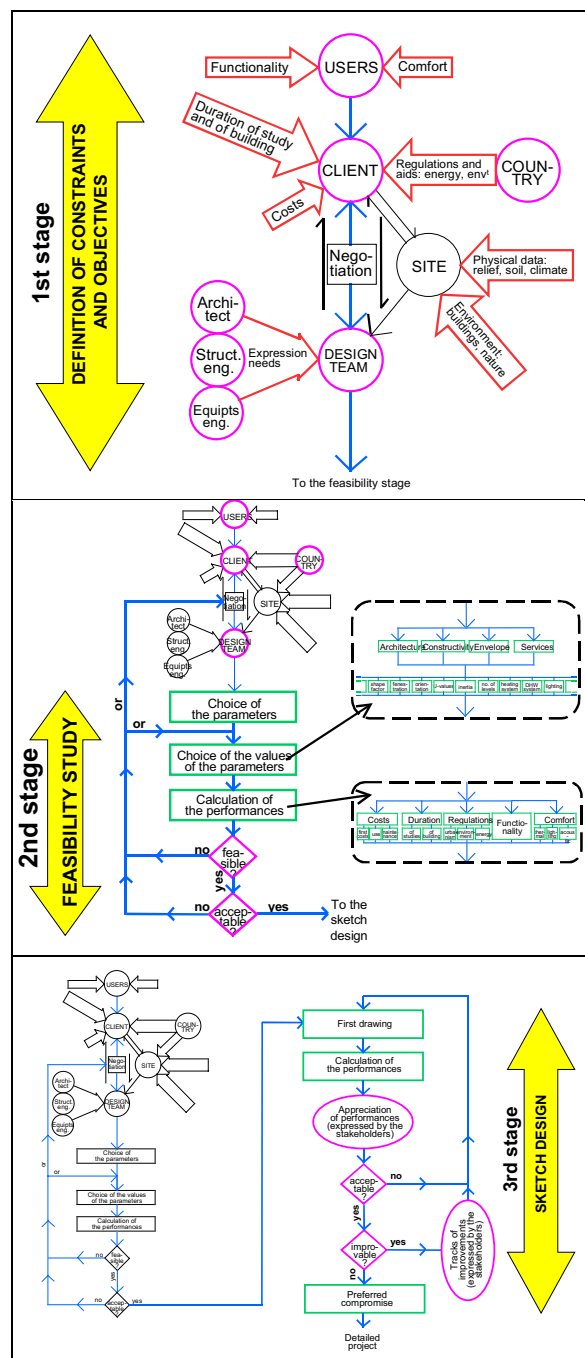 1st stage
DEFINITION OF CONSTRAINTS
AND OBJECTIVES
Functionality
USERS
Comfort
Duration of study
and of building
CLIENT
Regulations and
aids: energy, envᵗ
COUN-
TRY
Costs
Nego-
tiation
SITE
Physical data:
relief, soil, climate
Environment:
buildings, nature
Archi-
tect
Struct.
eng.
Equipts
eng.
Expression
needs
DESIGN
TEAM
To the feasibility stage
2nd stage
FEASIBILITY STUDY
USERS
CLIENT
COUN-
TRY
Nego-
tiation
SITE
Archi-
tect
Struct.
eng.
Equipts
eng.
DESIGN
TEAM
or
or
Choice of
the parameters
Choice of the values
of the parameters
Calculation of
the performances
no
fea-
sible
?
yes
no
accep-
table
?
yes
To the
sketch
design
Architecture
Constructivity
Envelope
Services
shape
factor
fenes-
tration
orien-
tation
U-values
inertia
no. of
levels
heating
system
DHW
system
lighting
Costs
Duration
Regulations
Functio-
nality
Comfort
use
mainte-
nance
of
studies
of
building
urba-
nism
environ-
ment
energy
ligh-
ting
acous-
3rd stage
SKETCH DESIGN
USERS
CLIENT
COUN-
TRY
Nego-
tiation
SITE
Archi-
tect
Struct.
eng.
Equipts
eng.
DESIGN
TEAM
or
or
Choice of
the parameters
Choice of the values
of the parameters
Calculation of
the performances
no
fea-
sible
?
yes
no
accep-
table
?
yes
First drawing
Calculation of
the performances
Appreciation
of performances
(expressed by the
stakeholders)
accep-
table
?
no
yes
impro-
vable
?
yes
no
Tracks of
improvements
(expressed by the
stakeholders)
Preferred
compromise
Detailed
project